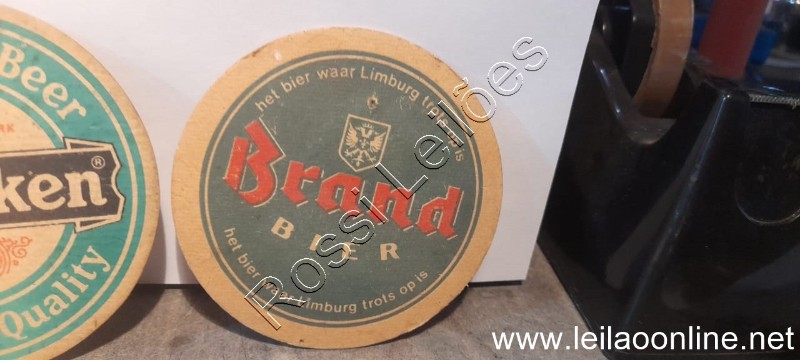 Beer
RK
ken®
Quality
het bier waar Limburg trots op is
Brand
BIER
het bier waar Limburg trots op is
Rossi Leilões
www.leilaoonline.net